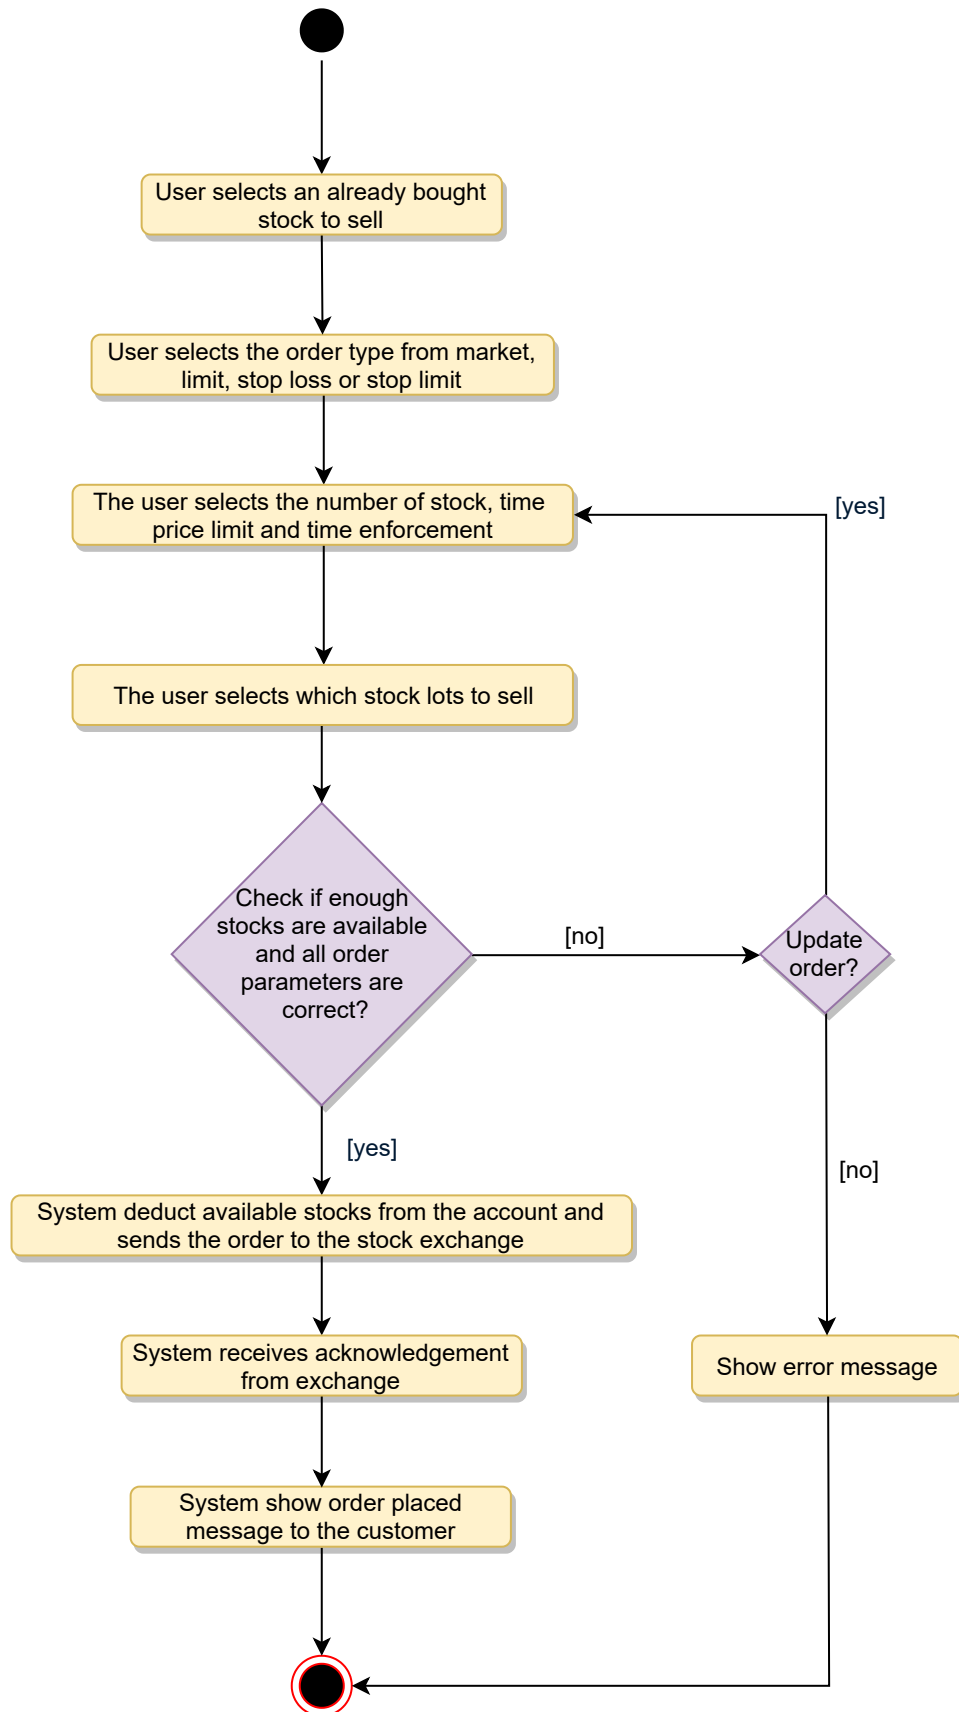 User selects an already bought
stock to sell
User selects the order type from market,
limit, stop loss or stop limit
The user selects the number of stock, time
price limit and time enforcement
[yes]
The user selects which stock lots to sell
Check if enough
stocks are available
and all order
parameters are
correct?
[no]
Update
order?
[yes]
[no]
System deduct available stocks from the account and
sends the order to the stock exchange
System receives acknowledgement
from exchange
Show error message
System show order placed
message to the customer